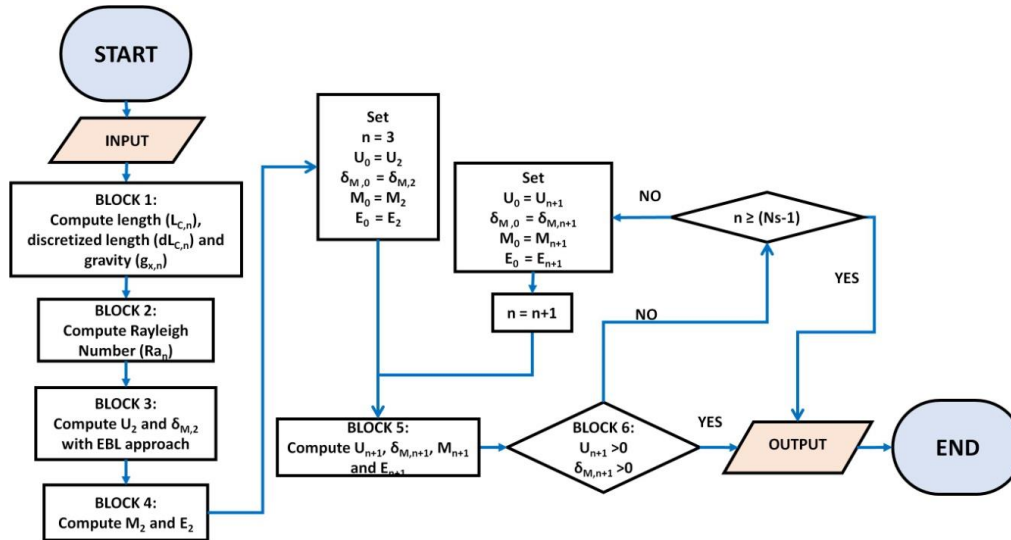 START
INPUT
BLOCK 1:
Compute length (L_C,n),
discretized length (dL_C,n) and
gravity (g_x,n)
BLOCK 2:
Compute Rayleigh
Number (Ra_n)
BLOCK 3:
Compute U_2 and δ_M,2
with EBL approach
BLOCK 4:
Compute M_2 and E_2
Set
n = 3
U_0 = U_2
δ_M,0 = δ_M,2
M_0 = M_2
E_0 = E_2
Set
U_0 = U_n+1
δ_M,0 = δ_M,n+1
M_0 = M_n+1
E_0 = E_n+1
n = n+1
NO
n ≥ (Ns-1)
YES
NO
BLOCK 5:
Compute U_n+1, δ_M,n+1, M_n+1
and E_n+1
BLOCK 6:
U_n+1 >0
δ_M,n+1 >0
YES
OUTPUT
END